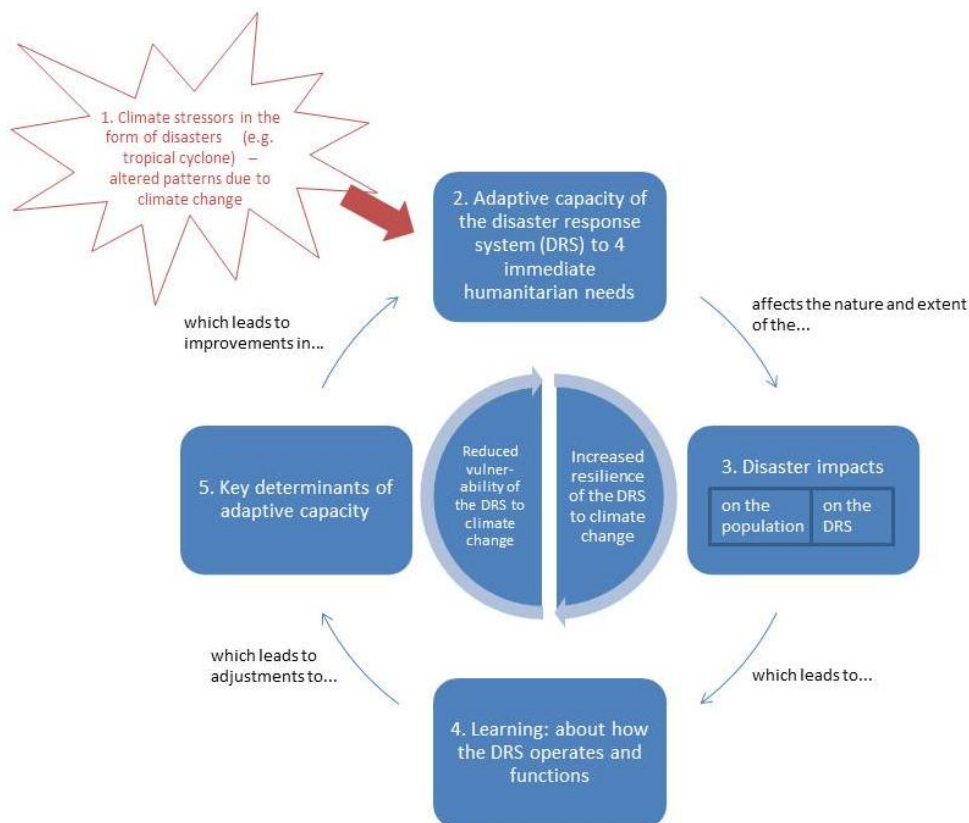 1. Climate stressors in the
form of disasters (e.g.
tropical cyclone) –
altered patterns due to
climate change
2. Adaptive capacity of
the disaster response
system (DRS) to 4
immediate
humanitarian needs
affects the nature and extent
of the...
3. Disaster impacts
on the
population
on the
DRS
which leads to...
4. Learning: about how
the DRS operates and
functions
which leads to
adjustments to...
5. Key determinants of
adaptive capacity
which leads to
improvements in...
Reduced
vulner-
ability of
the DRS to
climate
change
Increased
resilience
of the DRS
to climate
change